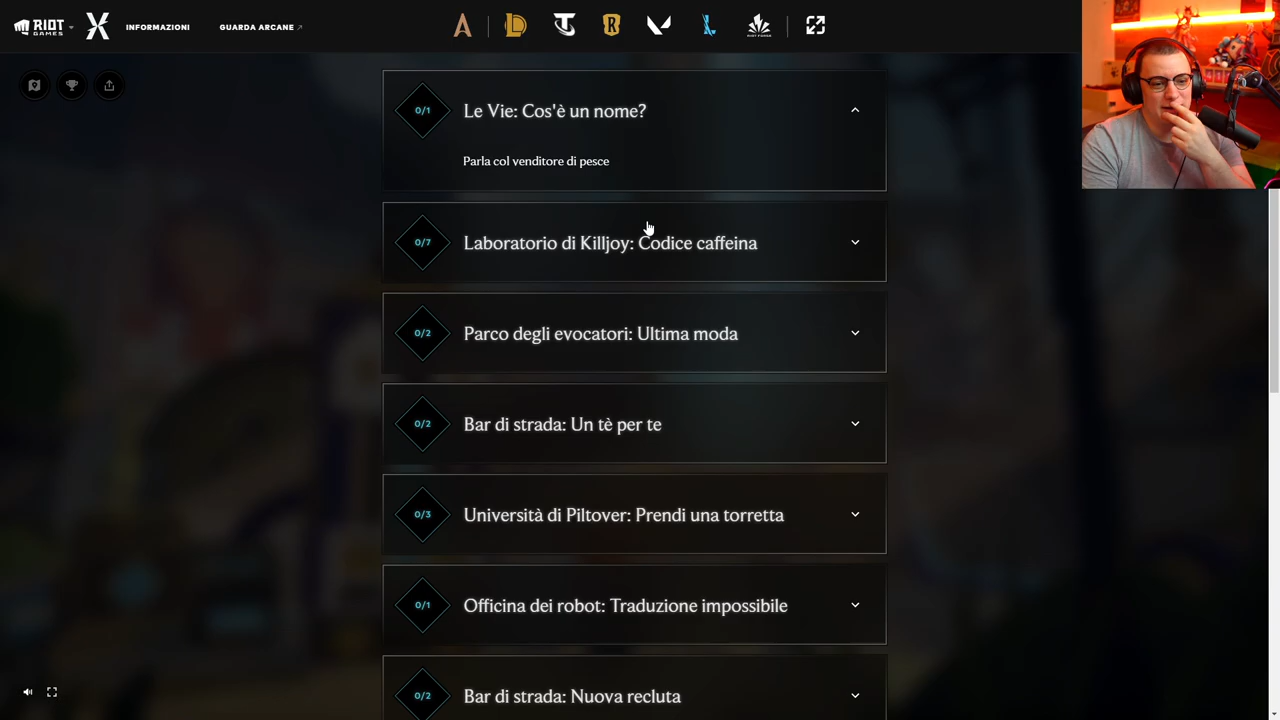 RIOT
GAMES
INFORMAZIONI
GUARDA ARCANE
0/1
Le Vie: Cos'è un nome?
Parla col venditore di pesce
0/7
Laboratorio di Killjoy: Codice caffeina
0/2
Parco degli evocatori: Ultima moda
0/2
Bar di strada: Un tè per te
0/3
Università di Piltover: Prendi una torretta
0/1
Officina dei robot: Traduzione impossibile
0/2
Bar di strada: Nuova recluta